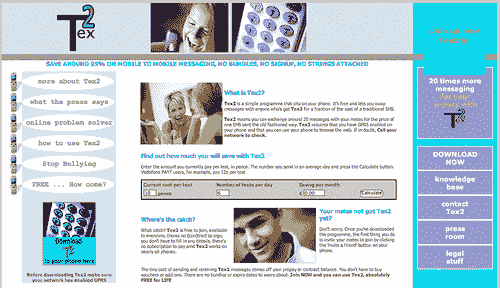 Tex2
SAVE AROUND 95% ON MOBILE TO MOBILE MESSAGING, NO BUNDLES, NO SIGNUP, NO STRINGS ATTACHED
more about Tex2
what the press says
online problem solver
how to use Tex2
Stop Bullying
FREE ... How come?
Download
to your phone here
Before downloading Tex2 make sure
your network has enabled GPRS
What is Tex2?
Tex2 is a simple programme that sits on your phone. It's free and lets you swap
messages with anyone who's got Tex2 for a fraction of the cost of a traditional SMS.
Tex2 means you can exchange around 20 messages with your mates for the price of
one SMS sent the old fashioned way. Tex2 requires that you have GPRS enabled on
your phone and that you can use your phone to browse the web. If in doubt, Call your
network to check.
Find out how much you will save with Tex2
Enter the amount you currently pay per text, in pence. The number you send in an average day and press the Calculate button.
Vodafone PAYT users, for example, pay 12p per text.
Current cost per text
Number of texts per day
Saving per month
10 pence
6
£ 0.00
Calculate
Where's the catch?
What catch? Tex2 is free to join, available
to everyone, theres no contract to sign,
you don't have to fill in any details, there's
no subscription to pay and Tex2 works on
nearly all phones.
Your mates not got Tex2
yet?
Don't worry. Once you've downloaded
the programme, the first thing you do
is invite your mates to join by clicking
the 'Invite a friend' button on your
phone.
The tiny cost of sending and receiving Tex2 messages comes off your prepay or contract balance. You don't have to buy
vouchers or add ons. There are no bundles or expiry dates to worry about. Join NOW and you can use Tex2, absolutely
FREE for LIFE
20 times more
messaging
for your
money with
Tex2
DOWNLOAD
NOW
knowledge
base
contact
Tex2
press
room
legal
stuff